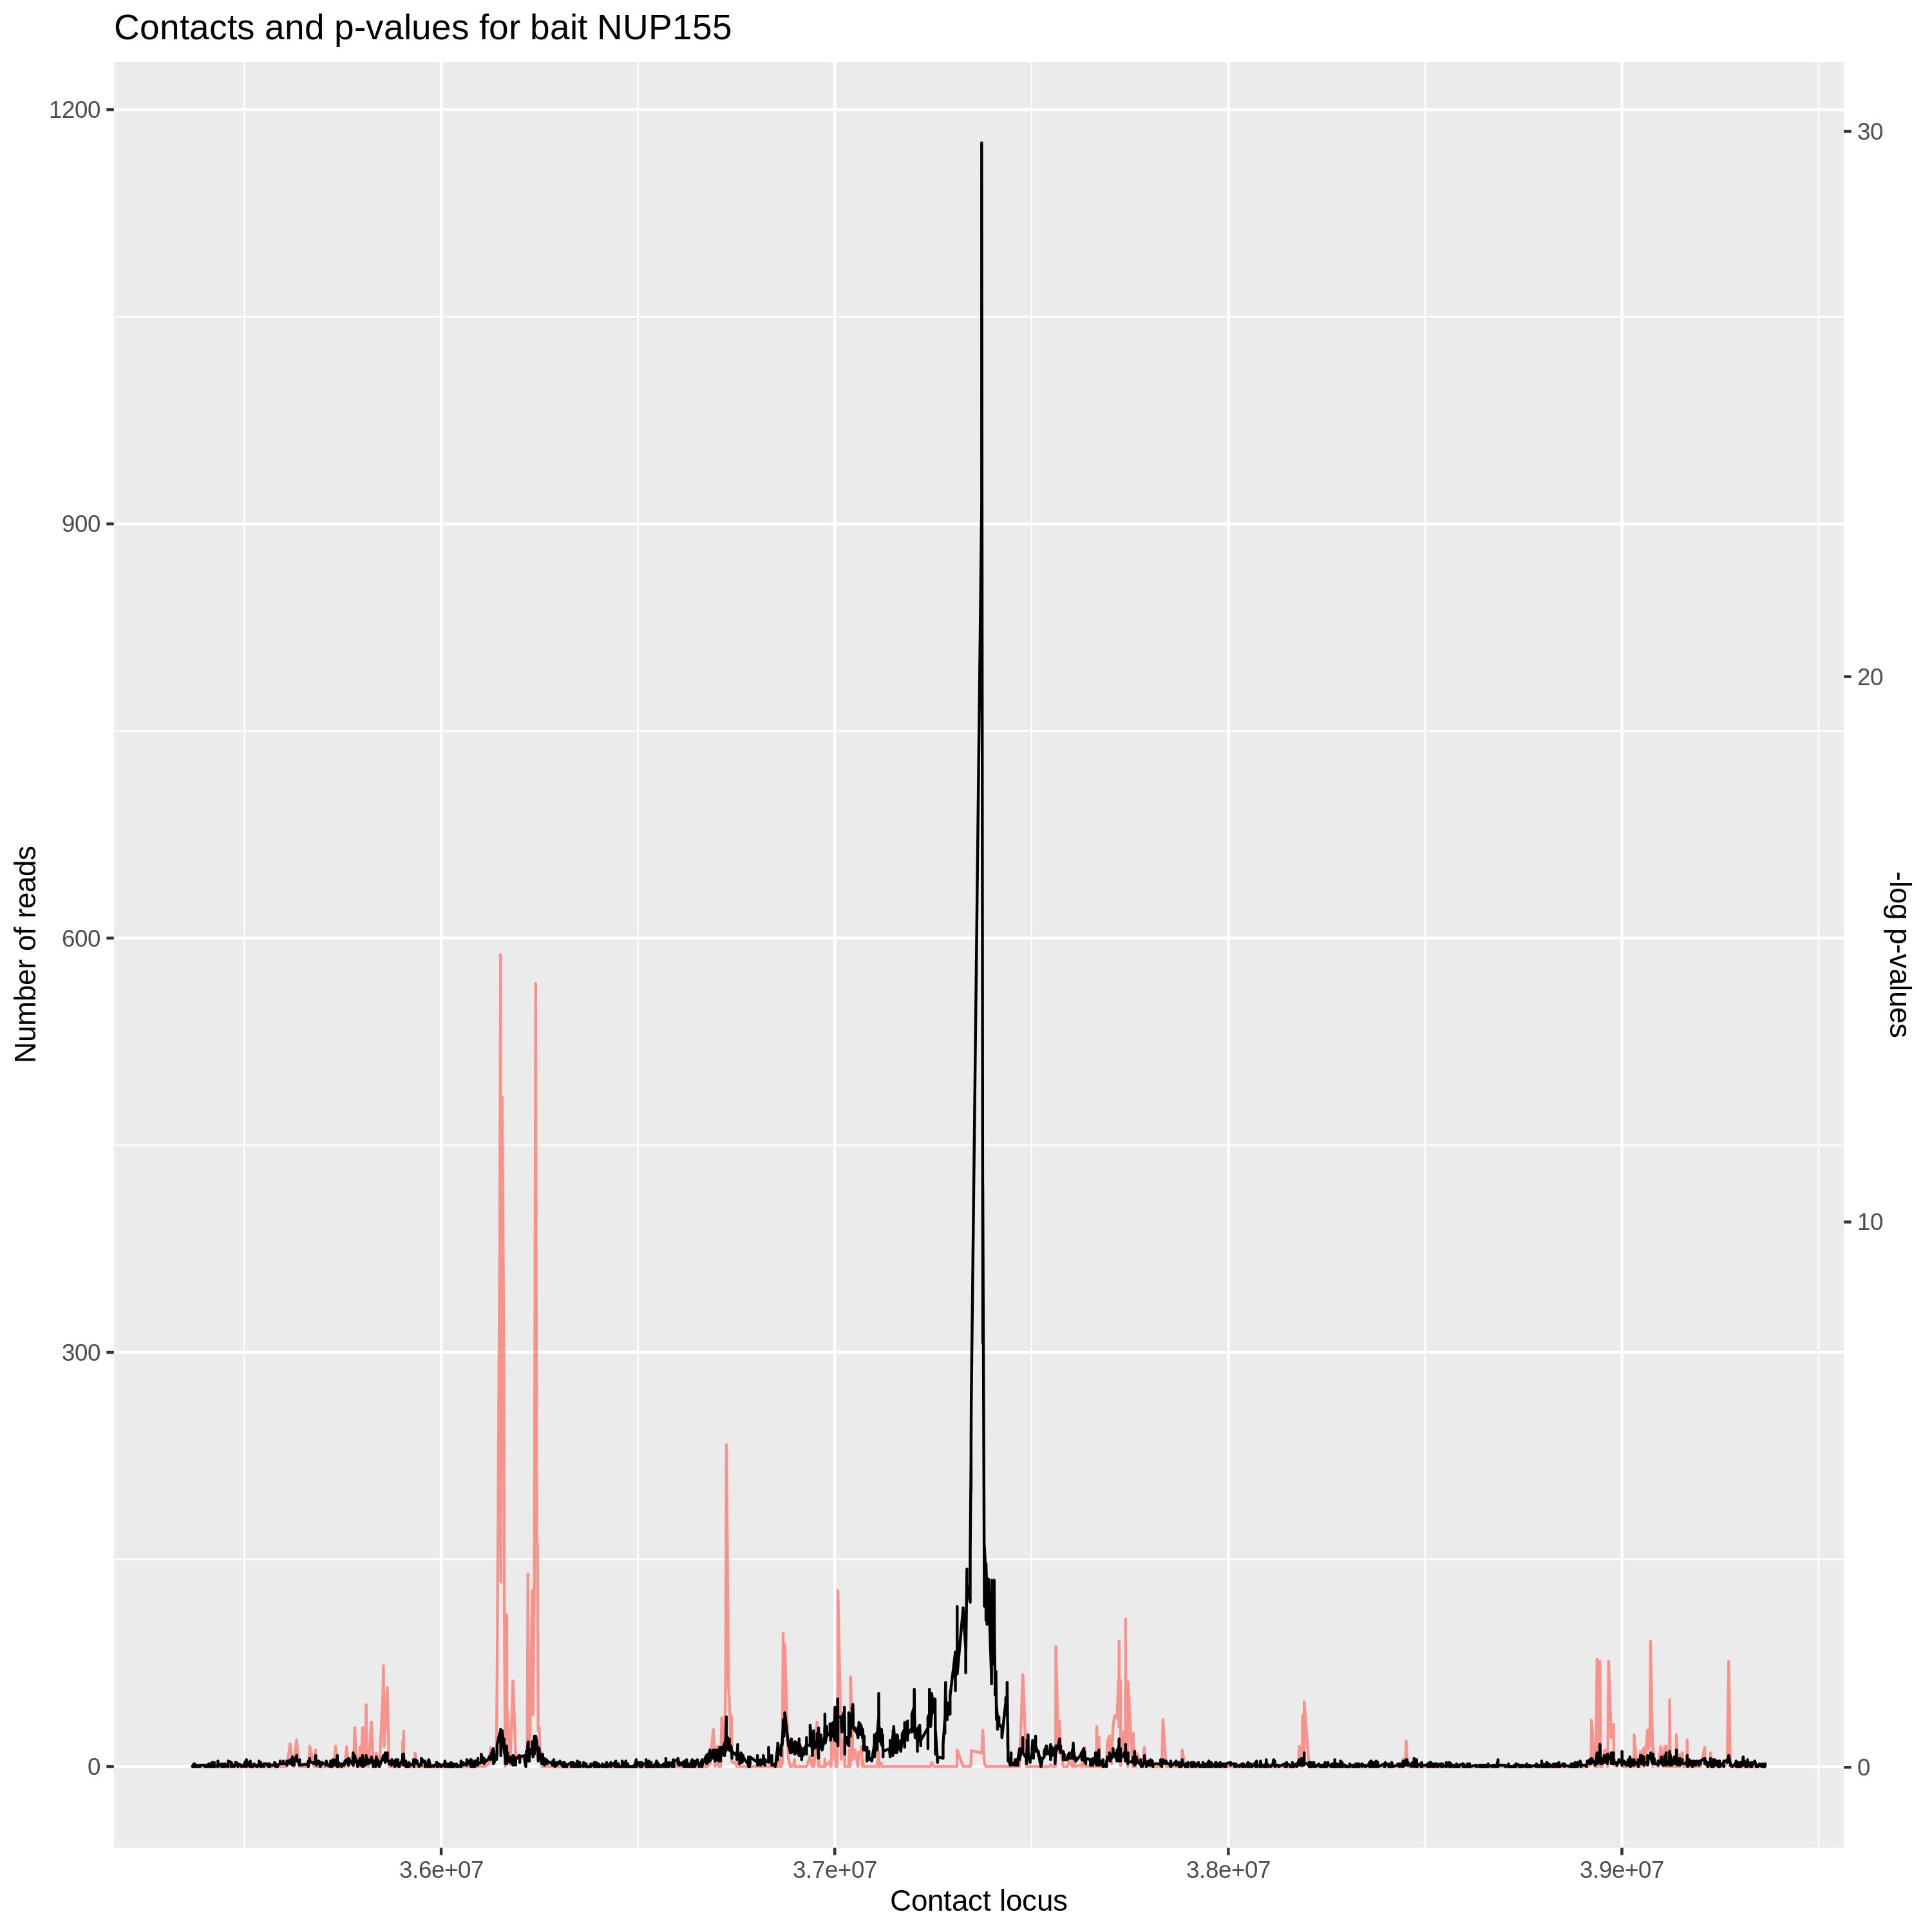 Contacts and p-values for bait NUP155
1200
900
600
300
0
Number of reads
30
20
10
0
-log p-values
3.6e+07
3.7e+07
3.8e+07
3.9e+07
Contact locus